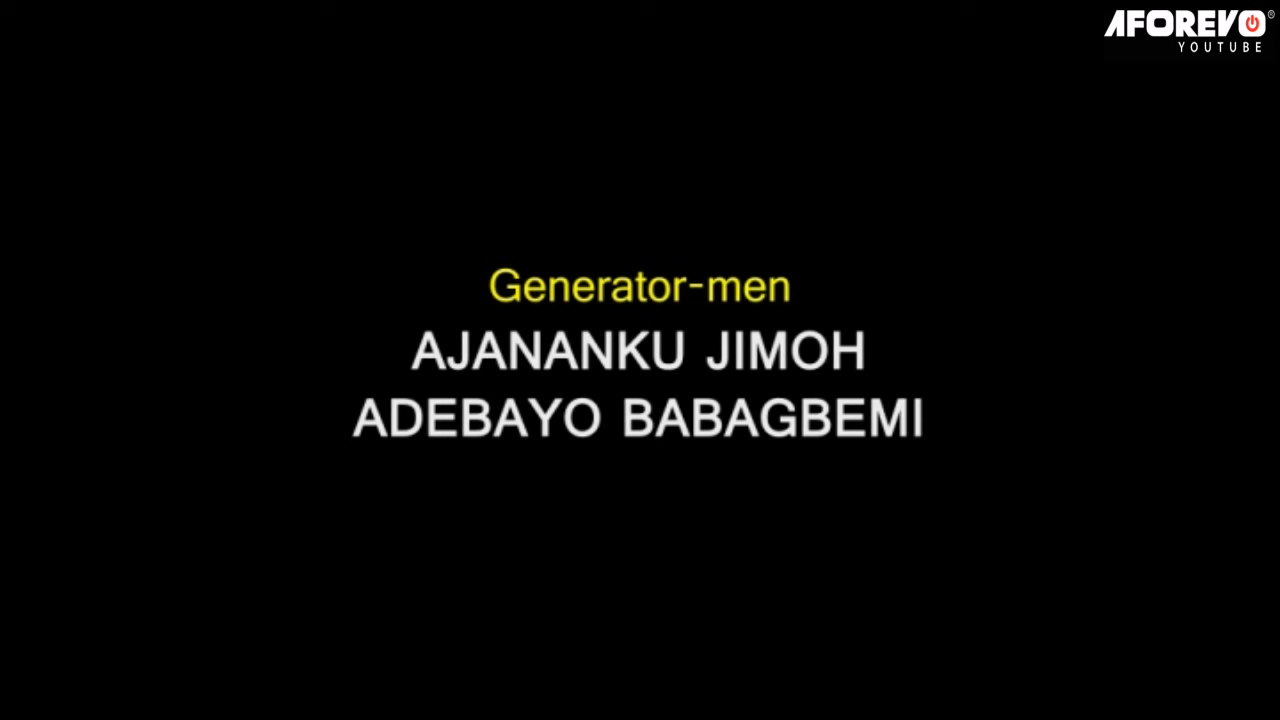 AFOREVO®
YOUTUBE
Generator-men
AJANANKU JIMOH
ADEBAYO BABAGBEMI